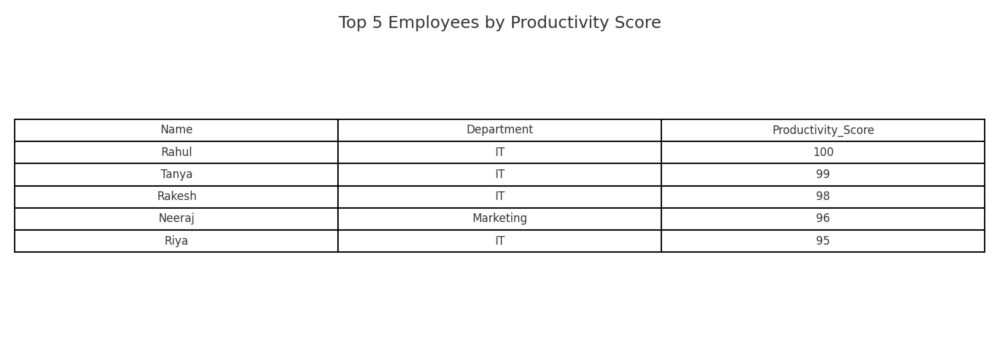 Top 5 Employees by Productivity Score
Name Department Productivity_Score
Rahul IT 100
Tanya IT 99
Rakesh IT 98
Neeraj Marketing 96
Riya IT 95